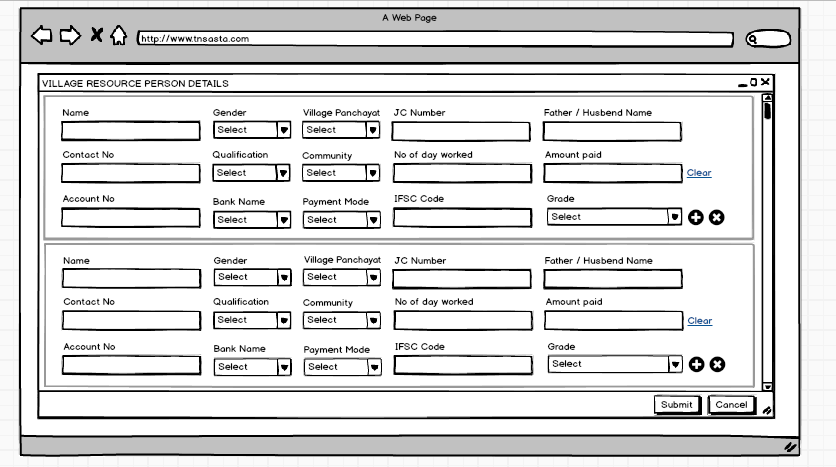 A Web Page
http://www.tnsasta.com
VILLAGE RESOURCE PERSON DETAILS
Name Gender Village Panchayat JC Number Father / Husbend Name
Select Select
Contact No Qualification Community No of day worked Amount paid
Select Select Clear
Account No Bank Name Payment Mode IFSC Code Grade
Select Select Select
Name Gender Village Panchayat JC Number Father / Husbend Name
Select Select
Contact No Qualification Community No of day worked Amount paid
Select Select Clear
Account No Bank Name Payment Mode IFSC Code Grade
Select Select Select
Submit Cancel